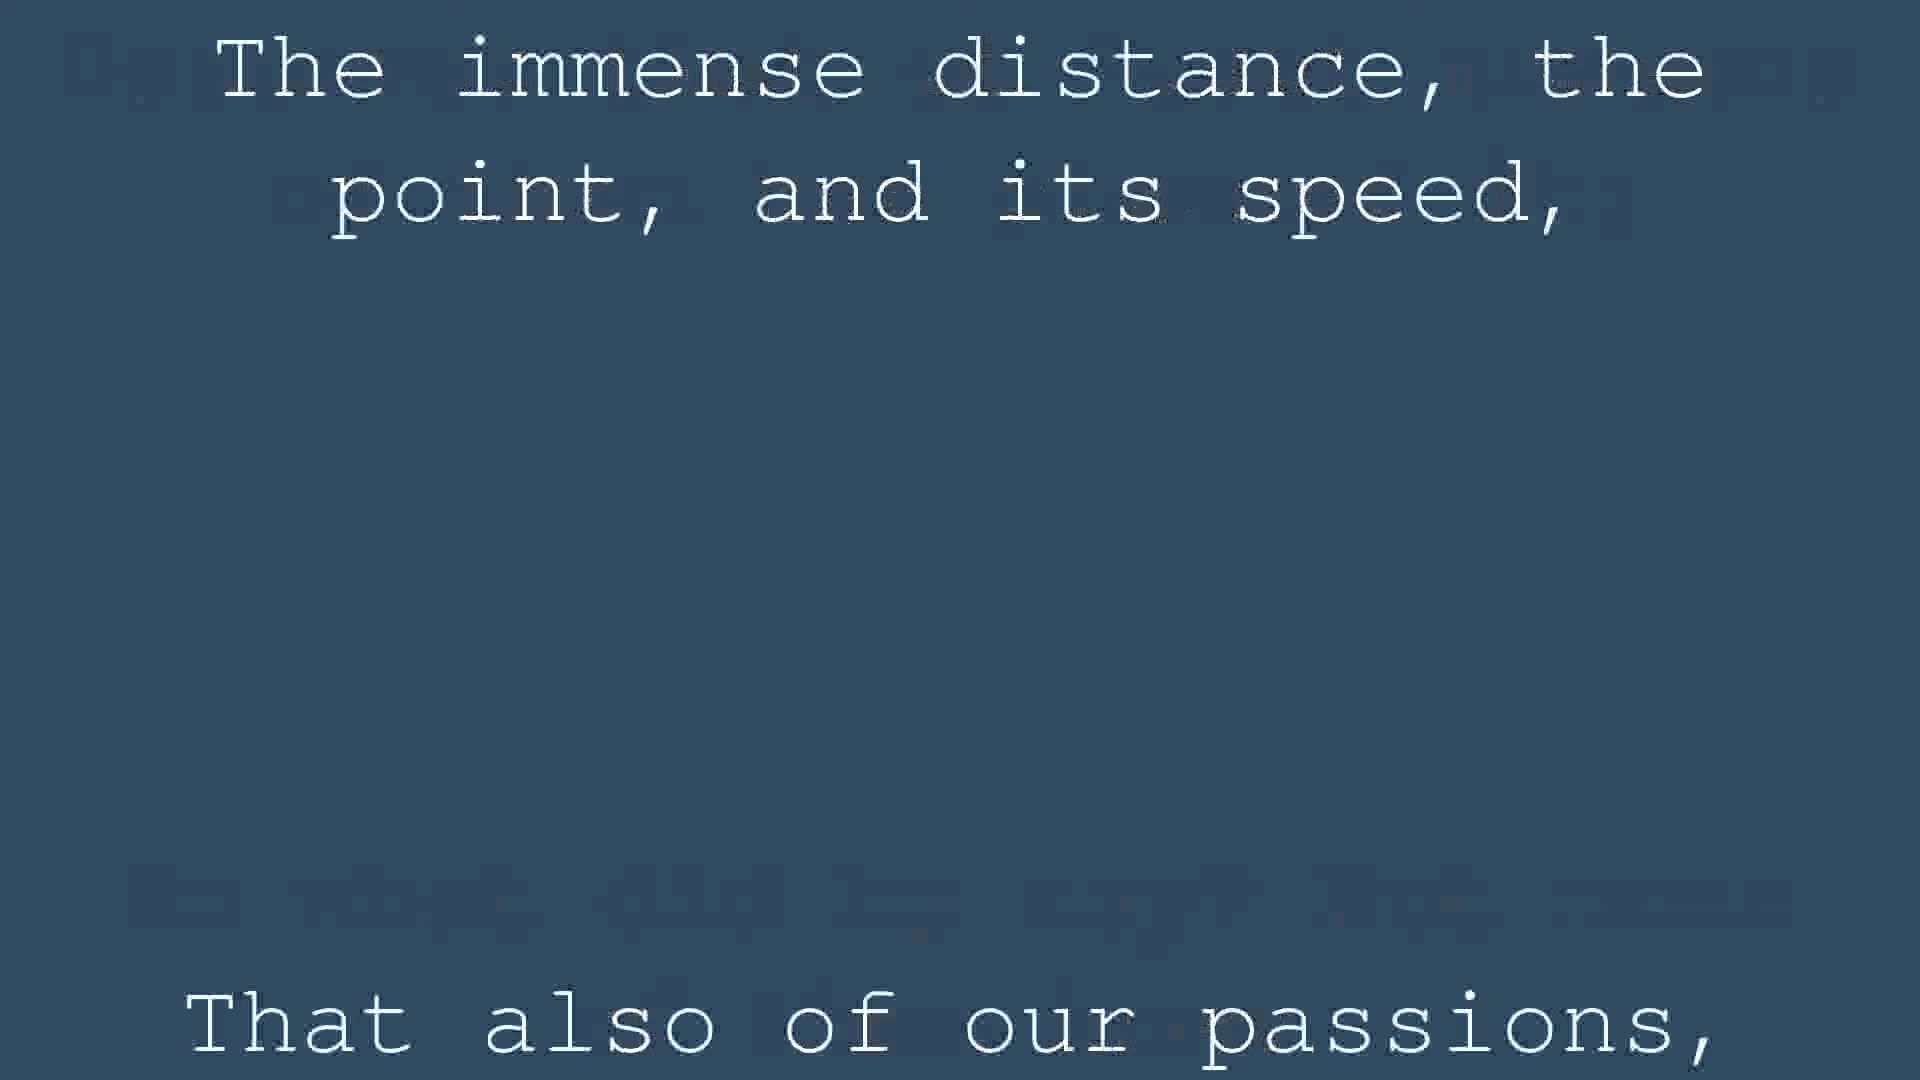 The immense distance, the
point, and its speed,
That also of our passions,